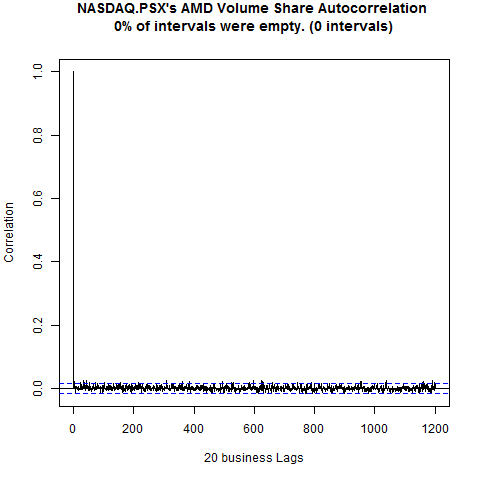 NASDAQ.PSX's AMD Volume Share Autocorrelation
0% of intervals were empty. (0 intervals)
Correlation
1.0
0.8
0.6
0.4
0.2
0.0
0 200 400 600 800 1000 1200
20 business Lags